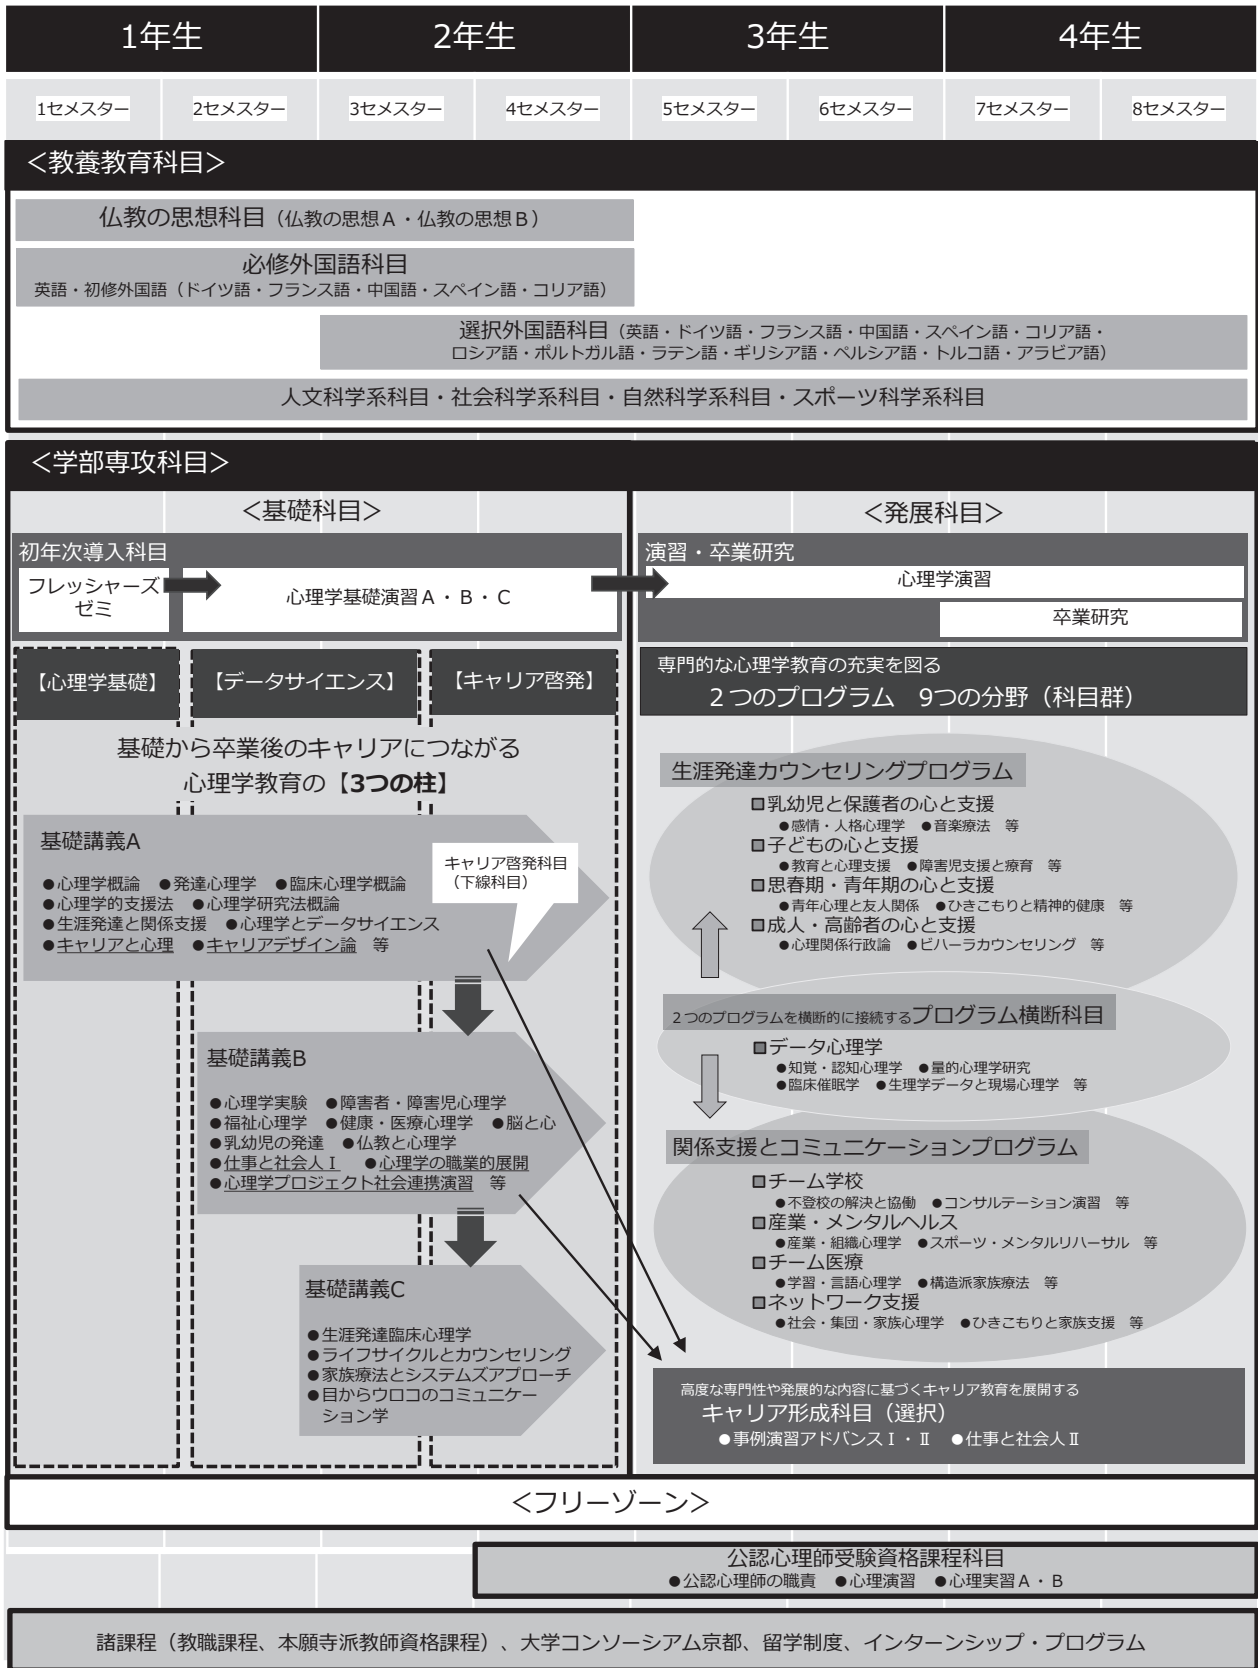 1年生
2年生
3年生
4年生
1セメスター
2セメスター
3セメスター
4セメスター
5セメスター
6セメスター
7セメスター
8セメスター
＜教養教育科目＞
仏教の思想科目（仏教の思想Ａ・仏教の思想Ｂ）
必修外国語科目
英語・初修外国語（ドイツ語・フランス語・中国語・スペイン語・コリア語）
選択外国語科目（英語・ドイツ語・フランス語・中国語・スペイン語・コリア語・
ロシア語・ポルトガル語・ラテン語・ギリシア語・ペルシア語・トルコ語・アラビア語）
人文科学系科目・社会科学系科目・自然科学系科目・スポーツ科学系科目
＜学部専攻科目＞
＜基礎科目＞
初年次導入科目
フレッシャーズ
ゼミ
心理学基礎演習Ａ・Ｂ・Ｃ
【心理学基礎】
【データサイエンス】
【キャリア啓発】
基礎から卒業後のキャリアにつながる
心理学教育の【3つの柱】
基礎講義A
●心理学概論　●発達心理学　●臨床心理学概論
●心理学的支援法　●心理学研究法概論
●生涯発達と関係支援　●心理学とデータサイエンス
●キャリアと心理　●キャリアデザイン論　等
キャリア啓発科目
（下線科目）
基礎講義B
●心理学実験　●障害者・障害児心理学
●福祉心理学　●健康・医療心理学　●脳と心
●乳幼児の発達　●仏教と心理学
●仕事と社会人Ⅰ　●心理学の職業的展開
●心理学プロジェクト社会連携演習　等
基礎講義C
●生涯発達臨床心理学
●ライフサイクルとカウンセリング
●家族療法とシステムズアプローチ
●目からウロコのコミュニケー
ション学
＜発展科目＞
演習・卒業研究
心理学演習
卒業研究
専門的な心理学教育の充実を図る
２つのプログラム　9つの分野（科目群）
生涯発達カウンセリングプログラム
■乳幼児と保護者の心と支援
●感情・人格心理学　●音楽療法　等
■子どもの心と支援
●教育と心理支援　●障害児支援と療育　等
■思春期・青年期の心と支援
●青年心理と友人関係　●ひきこもりと精神的健康　等
■成人・高齢者の心と支援
●心理関係行政論　●ビハーラカウンセリング　等
２つのプログラムを横断的に接続するプログラム横断科目
■データ心理学
●知覚・認知心理学　●量的心理学研究
●臨床催眠学　●生理学データと現場心理学　等
関係支援とコミュニケーションプログラム
■チーム学校
●不登校の解決と協働　●コンサルテーション演習　等
■産業・メンタルヘルス
●産業・組織心理学　●スポーツ・メンタルリハーサル　等
■チーム医療
●学習・言語心理学　●構造派家族療法　等
■ネットワーク支援
●社会・集団・家族心理学　●ひきこもりと家族支援　等
高度な専門性や発展的な内容に基づくキャリア教育を展開する
キャリア形成科目（選択）
●事例演習アドバンスⅠ・Ⅱ　●仕事と社会人Ⅱ
＜フリーゾーン＞
公認心理師受験資格課程科目
●公認心理師の職責　●心理演習　●心理実習Ａ・Ｂ
諸課程（教職課程、本願寺派教師資格課程）、大学コンソーシアム京都、留学制度、インターンシップ・プログラム